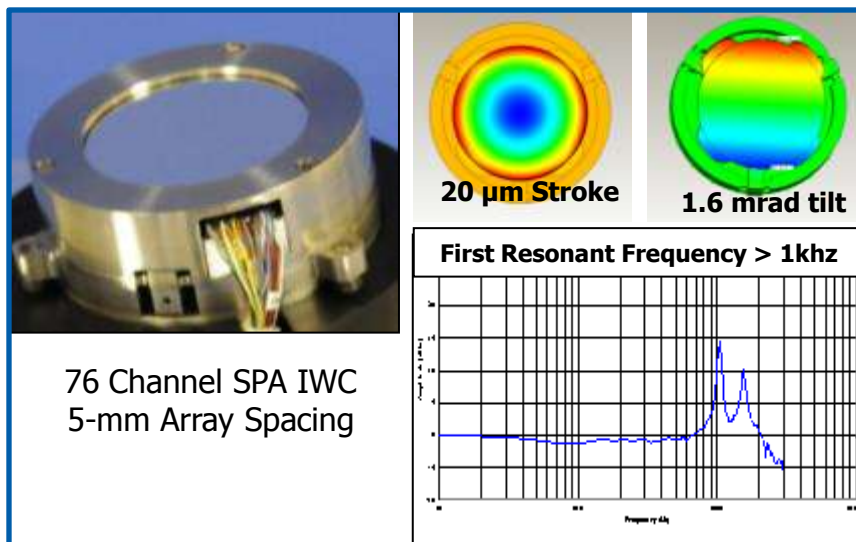 20 µm Stroke
1.6 mrad tilt
First Resonant Frequency > 1khz
76 Channel SPA IWC
5-mm Array Spacing